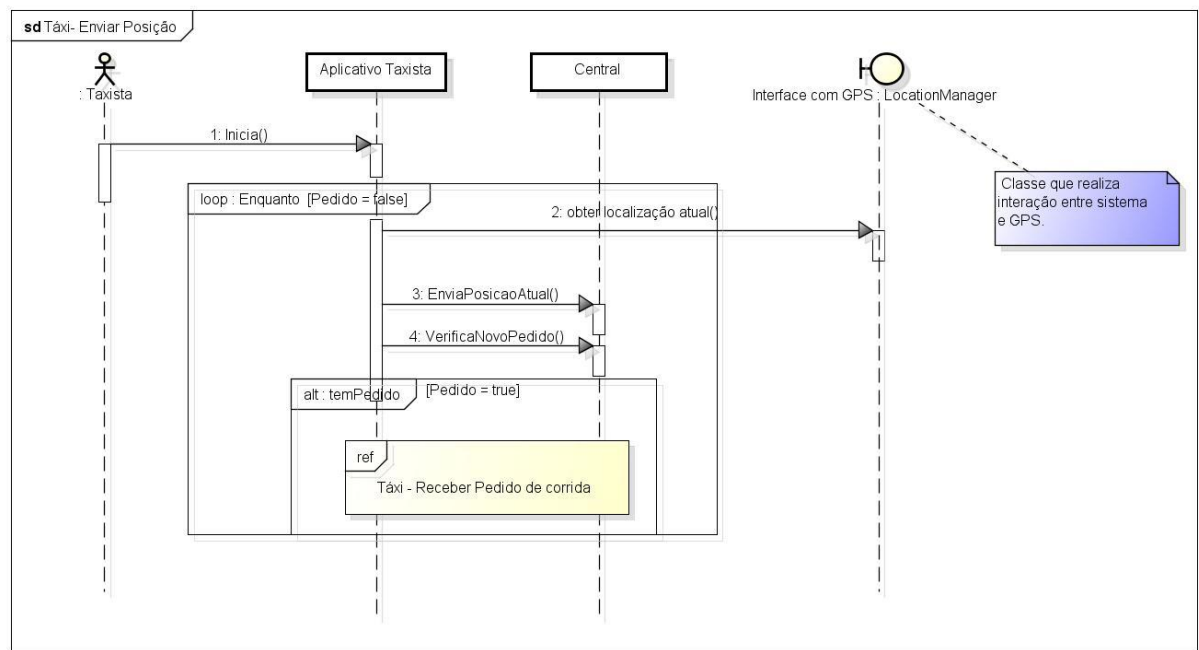 sd Táxi- Enviar Posição
: Taxista
Aplicativo Taxista
Central
Interface com GPS : LocationManager
1: Inicia()
Classe que realiza
interação entre sistema
e GPS.
loop : Enquanto [Pedido = false]
2: obter localização atual()
3: EnviaPosicaoAtual()
4: VerificaNovoPedido()
alt : temPedido
[Pedido = true]
ref
Táxi - Receber Pedido de corrida